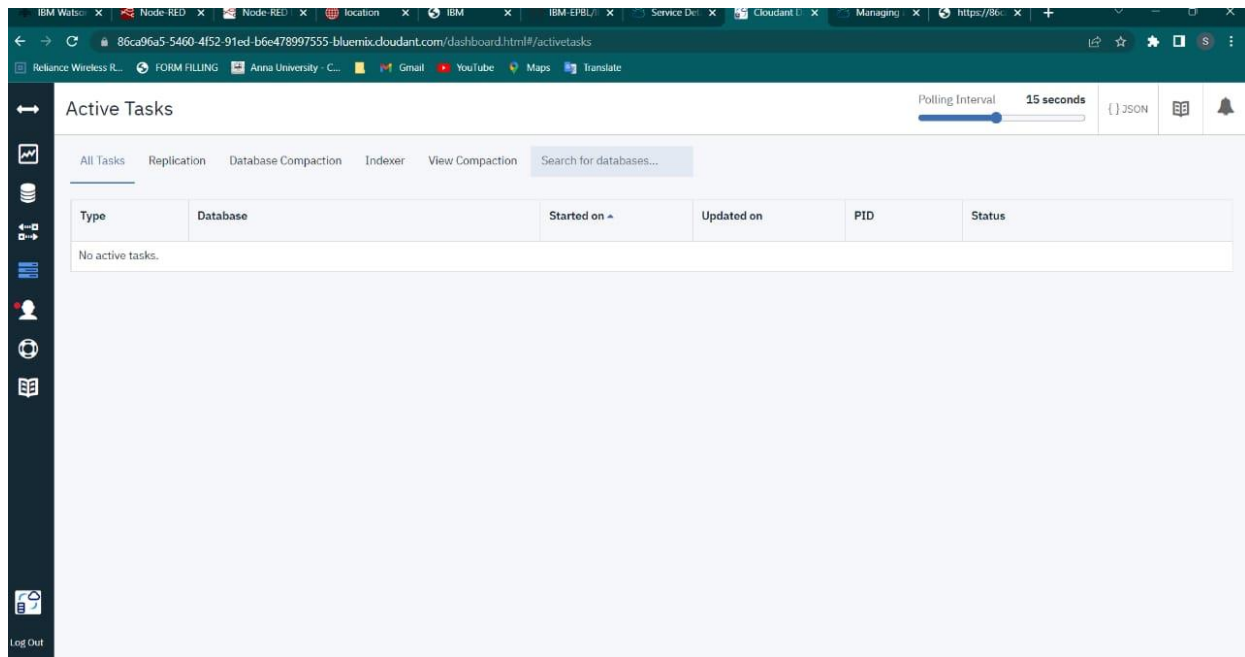 IBM Watson Node-RED Node-RED location IBM IBM-EPBL/ Service Det Cloudant D Managing https://86c
86ca96a5-5460-4f52-91ed-b6e478997555-bluemix.cloudant.com/dashboard.html#/activetasks
Reliance Wireless R... FORM FILLING Anna University - C... Gmail YouTube Maps Translate
Active Tasks
Polling Interval 15 seconds
{ } JSON
All Tasks Replication Database Compaction Indexer View Compaction Search for databases...
Type Database Started on Updated on PID Status
No active tasks.
Log Out